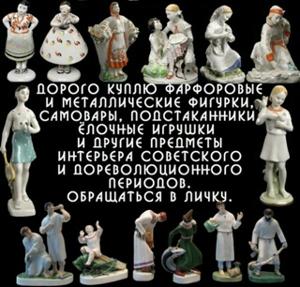 ДОРОГО КУПЛЮ ФАРФОРОВЫЕ
И МЕТАЛЛИЧЕСКИЕ ФИГУРКИ,
САМОВАРЫ, ПОДСТАКАННИКИ,
ЁЛОЧНЫЕ ИГРУШКИ
И ДРУГИЕ ПРЕДМЕТЫ
ИНТЕРЬЕРА СОВЕТСКОГО
И ДОРЕВОЛЮЦИОННОГО
ПЕРИОДОВ.
ОБРАЩАТЬСЯ В ЛИЧКУ.